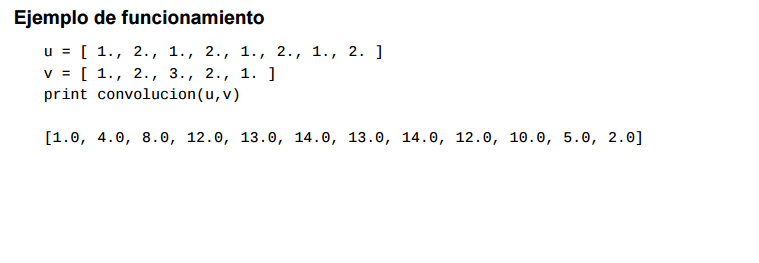 Ejemplo de funcionamiento
u = [ 1., 2., 1., 2., 1., 2., 1., 2. ]
v = [ 1., 2., 3., 2., 1. ]
print convolucion(u,v)
[1.0, 4.0, 8.0, 12.0, 13.0, 14.0, 13.0, 14.0, 12.0, 10.0, 5.0, 2.0]